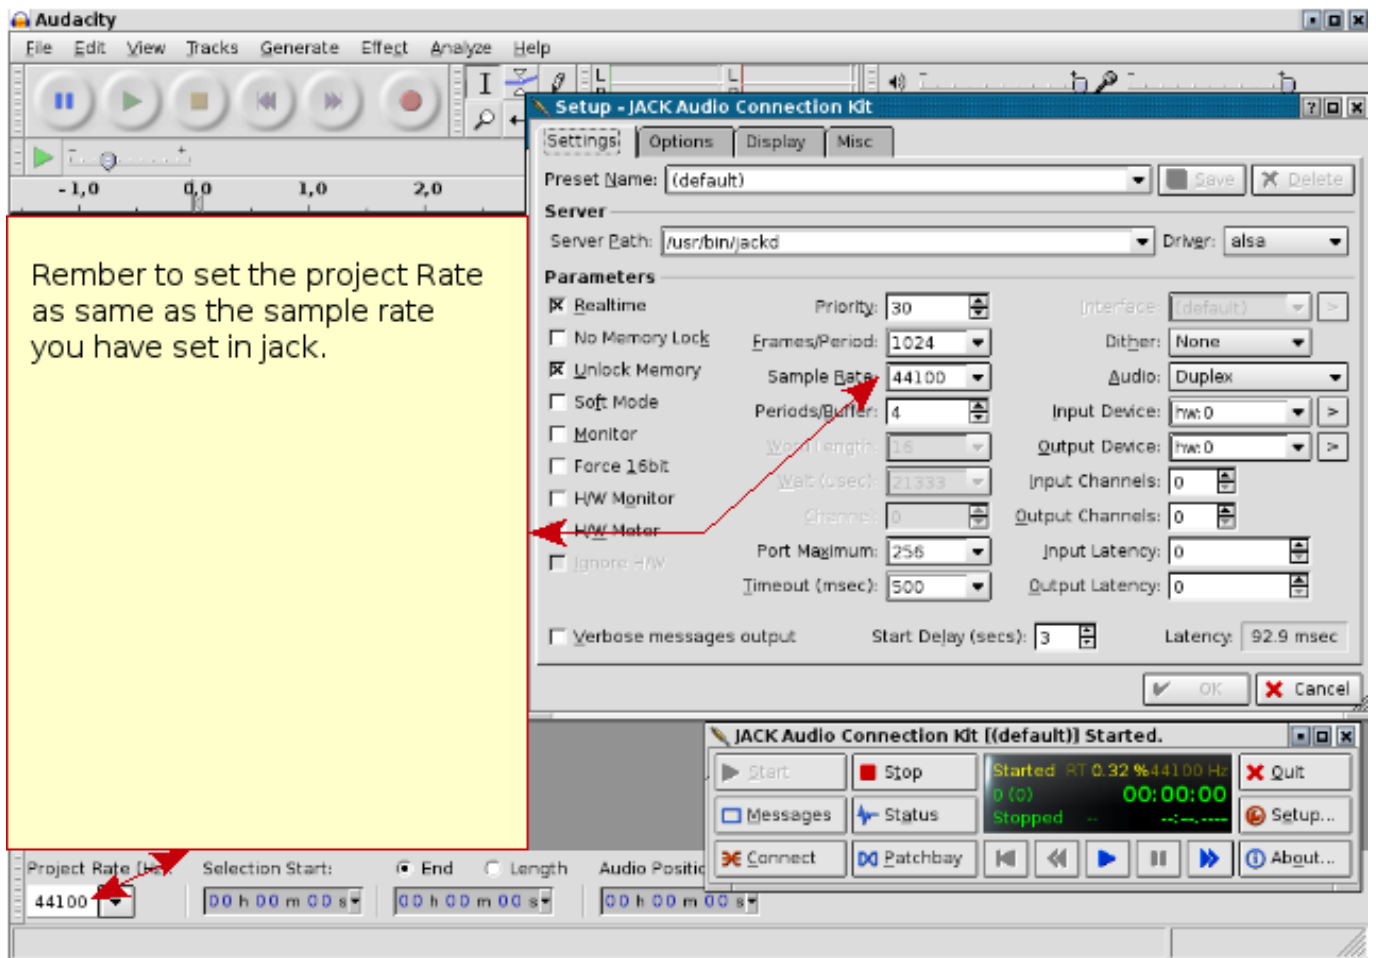 Audacity
File Edit View Tracks Generate Effect Analyze Help
L L
Setup - JACK Audio Connection Kit
Settings Options Display Misc
-1,0 0,0 1,0 2,0
Preset Name: (default) Save Delete
Server
Server Path: /usr/bin/jackd Driver: alsa
Rember to set the project Rate
as same as the sample rate
you have set in jack.
Parameters
Realtime Priority: 30 Interface: (default) >
No Memory Lock Frames/Period: 1024 Dither: None
Unlock Memory Sample Rate: 44100 Audio: Duplex
Soft Mode Periods/Buffer: 4 Input Device: hw:0 >
Monitor Word Length: 16 Output Device: hw:0 >
Force 16bit Wait (usec): 21333 Input Channels: 0
H/W Monitor Channel: 0 Output Channels: 0
H/W Meter Port Maximum: 256 Input Latency: 0
Ignore H/W Timeout (msec): 500 Output Latency: 0
Verbose messages output Start Delay (secs): 3 Latency: 92.9 msec
OK Cancel
JACK Audio Connection Kit [(default)] Started.
Start Stop Started RT 0.32 % 44100 Hz Quit
0 (0) 00:00:00
Messages Status Stopped -- --:--.---- Setup...
Connect Patchbay About...
Project Rate (Hz): Selection Start: End Length Audio Positio
44100 00 h 00 m 00 s 00 h 00 m 00 s 00 h 00 m 00 s